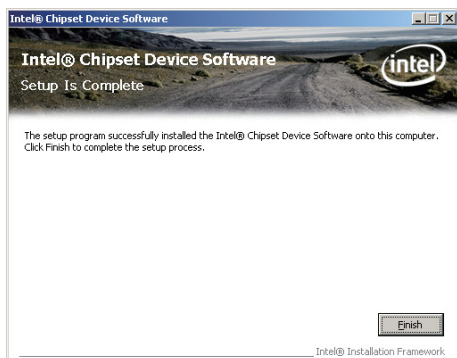 Intel® Chipset Device Software
Intel® Chipset Device Software
Setup Is Complete
intel®
The setup program successfully installed the Intel® Chipset Device Software onto this computer.
Click Finish to complete the setup process.
Finish
Intel® Installation Framework